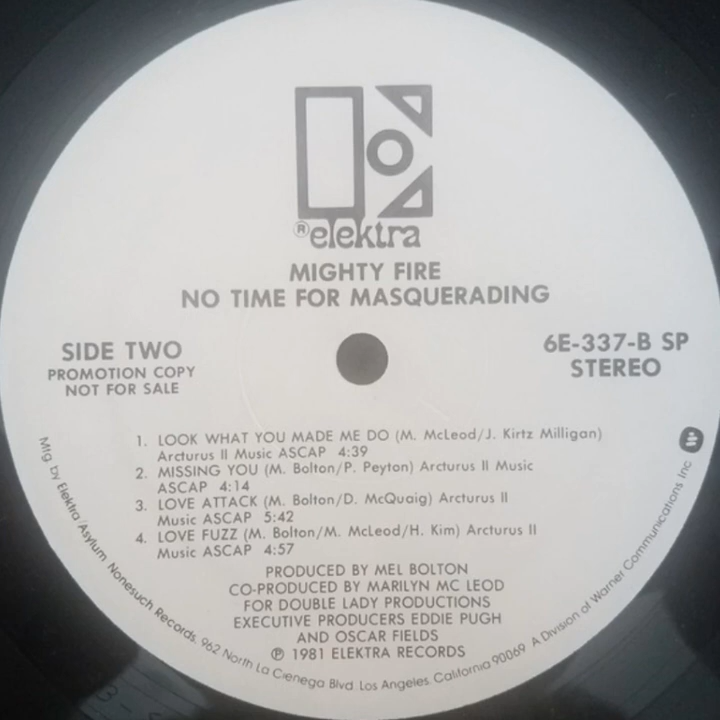 ® elektra
MIGHTY FIRE
NO TIME FOR MASQUERADING
SIDE TWO
PROMOTION COPY
NOT FOR SALE
6E-337-B SP
STEREO
1. LOOK WHAT YOU MADE ME DO (M. McLeod/J. Kirtz Milligan)
Arcturus II Music ASCAP 4:39
2. MISSING YOU (M. Bolton/P. Peyton) Arcturus II Music
ASCAP 4:14
3. LOVE ATTACK (M. Bolton/D. McQuaig) Arcturus II
Music ASCAP 5:42
4. LOVE FUZZ (M. Bolton/M. McLeod/H. Kim) Arcturus II
Music ASCAP 4:57
PRODUCED BY MEL BOLTON
CO-PRODUCED BY MARILYN MC LEOD
FOR DOUBLE LADY PRODUCTIONS
EXECUTIVE PRODUCERS EDDIE PUGH
AND OSCAR FIELDS
℗ 1981 ELEKTRA RECORDS
Mfg. by Elektra/Asylum/Nonesuch Records, 962 North La Cienega Blvd. Los Angeles, California 90069 A Division of Warner Communications Inc